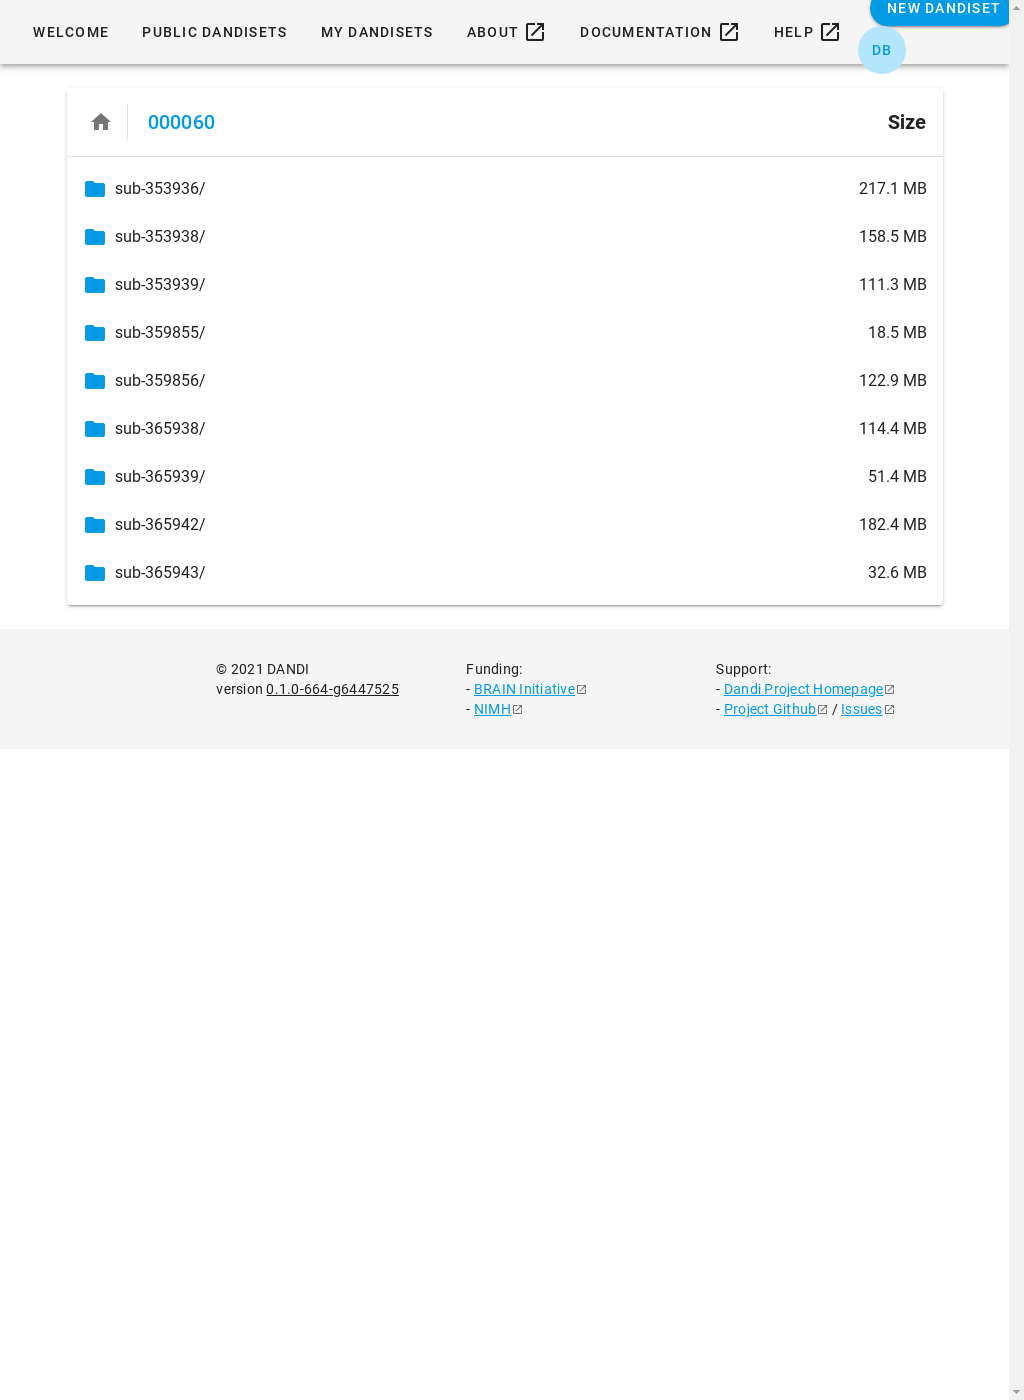 NEW DANDISET
WELCOME PUBLIC DANDISETS MY DANDISETS ABOUT DOCUMENTATION HELP
DB
000060 Size
sub-353936/ 217.1 MB
sub-353938/ 158.5 MB
sub-353939/ 111.3 MB
sub-359855/ 18.5 MB
sub-359856/ 122.9 MB
sub-365938/ 114.4 MB
sub-365939/ 51.4 MB
sub-365942/ 182.4 MB
sub-365943/ 32.6 MB
© 2021 DANDI
version 0.1.0-664-g6447525
Funding:
- BRAIN Initiative
- NIMH
Support:
- Dandi Project Homepage
- Project Github / Issues